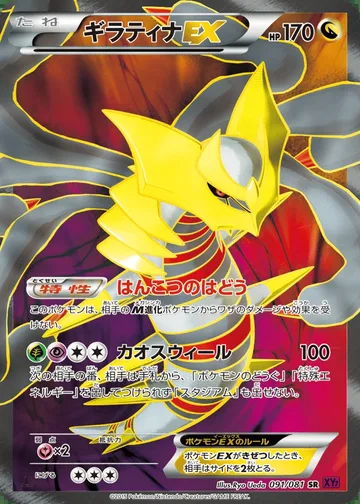 たね ギラティナEX HP170
とくせい
特性 はんこつのはどう
このポケモンは、相手のM進化ポケモンからワザのダメージや効果を受けない。
カオスウィール 100
次の相手の番、相手は手札から、「ポケモンのどうぐ」「特殊エネルギー」を出してつけられず「スタジアム」も出せない。
弱点 ×2 抵抗力
にげる
ポケモンEXのルール
ポケモンEXがきぜつしたとき、相手はサイドを2枚とる。
Illus.Ryo Ueda 091/081 SR XY7
©2015 Pokémon/Nintendo/Creatures/GAME FREAK.